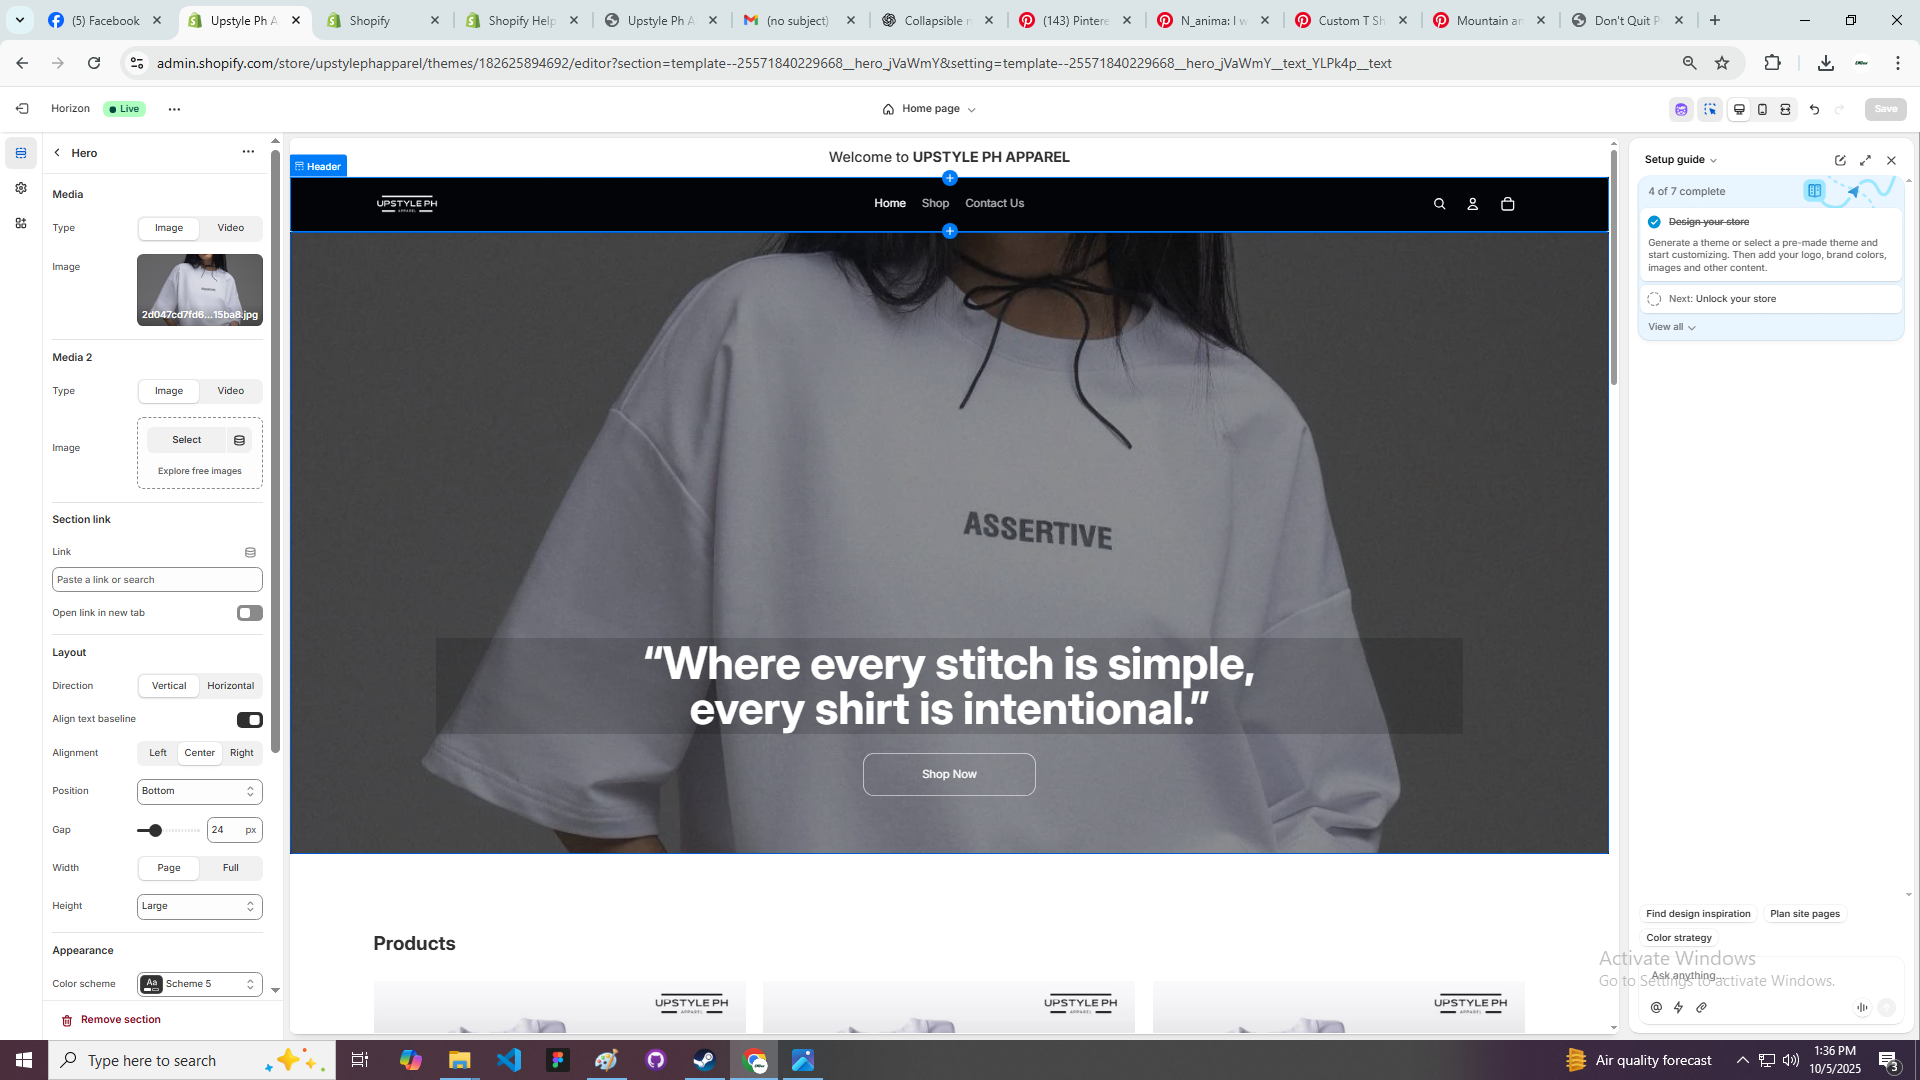 (5) Facebook
Upstyle Ph A
Shopify
Shopify Help
Upstyle Ph A
(no subject)
Collapsible n
(143) Pintere
N_anima: I w
Custom T Sh
Mountain an
Don't Quit P
admin.shopify.com/store/upstylephapparel/themes/182625894692/editor?section=template--25571840229668__hero_jVaWmY&setting=template--25571840229668__hero_jVaWmY__text_YLPk4p__text
Horizon
Live
Home page
Save
Hero
Media
Type
Image
Video
Image
2d047cd7fd6...15ba8.jpg
Media 2
Type
Image
Video
Image
Select
Explore free images
Section link
Link
Paste a link or search
Open link in new tab
Layout
Direction
Vertical
Horizontal
Align text baseline
Alignment
Left
Center
Right
Position
Bottom
Gap
24
px
Width
Page
Full
Height
Large
Appearance
Color scheme
Aa
Scheme 5
Remove section
Welcome to UPSTYLE PH APPAREL
Header
UPSTYLE PH
APPAREL
Home
Shop
Contact Us
ASSERTIVE
“Where every stitch is simple,
every shirt is intentional.”
Shop Now
Products
UPSTYLE PH
APPAREL
UPSTYLE PH
APPAREL
UPSTYLE PH
APPAREL
Setup guide
4 of 7 complete
Design your store
Generate a theme or select a pre-made theme and
start customizing. Then add your logo, brand colors,
images and other content.
Next: Unlock your store
View all
Find design inspiration
Plan site pages
Color strategy
Activate Windows
Ask anything...
Go to Settings to activate Windows.
Type here to search
Air quality forecast
1:36 PM
10/5/2025
3